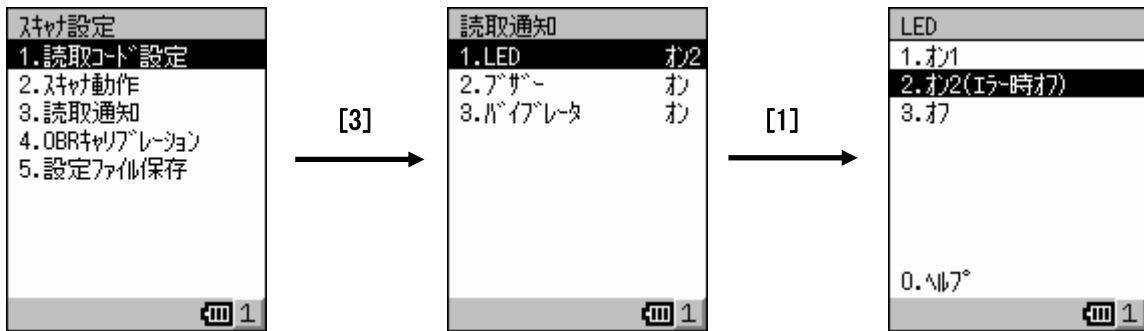 スキャナ設定
1.読取コード設定
2.スキャナ動作
3.読取通知
4.OBRキャリブレーション
5.設定ファイル保存
1
[3]
読取通知
1.LED オン2
2.ブザー オン
3.バイブレータ オン
1
[1]
LED
1.オン1
2.オン2(エラー時オフ)
3.オフ
0.ヘルプ
1